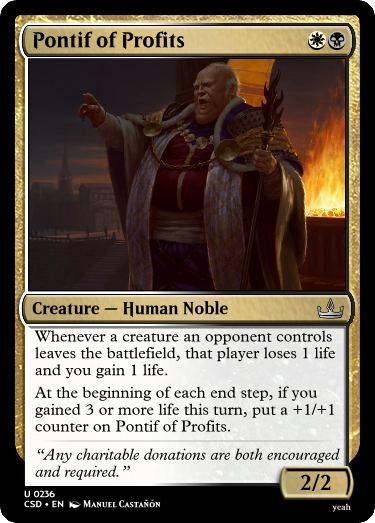 Pontif of Profits
Creature — Human Noble
Whenever a creature an opponent controls
leaves the battlefield, that player loses 1 life
and you gain 1 life.
At the beginning of each end step, if you
gained 3 or more life this turn, put a +1/+1
counter on Pontif of Profits.
“Any charitable donations are both encouraged
and required.”
2/2
U 0236
CSD • EN Manuel Castañón
yeah